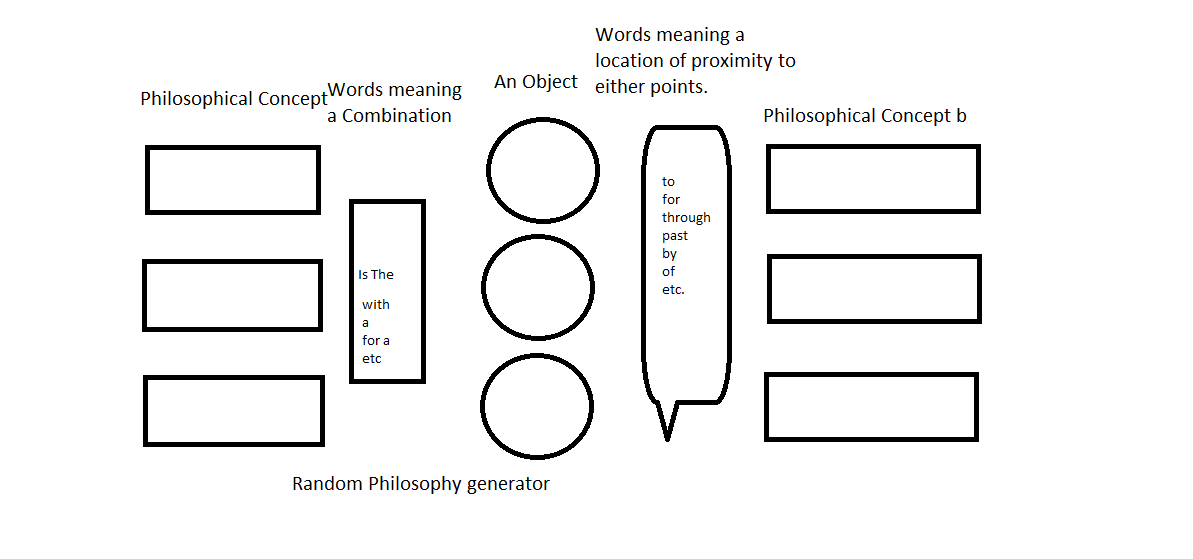 Philosophical Concept
Words meaning
a Combination
An Object
Words meaning a
location of proximity to
either points.
Philosophical Concept b
Is The
with
a
for a
etc
to
for
through
past
by
of
etc.
Random Philosophy generator